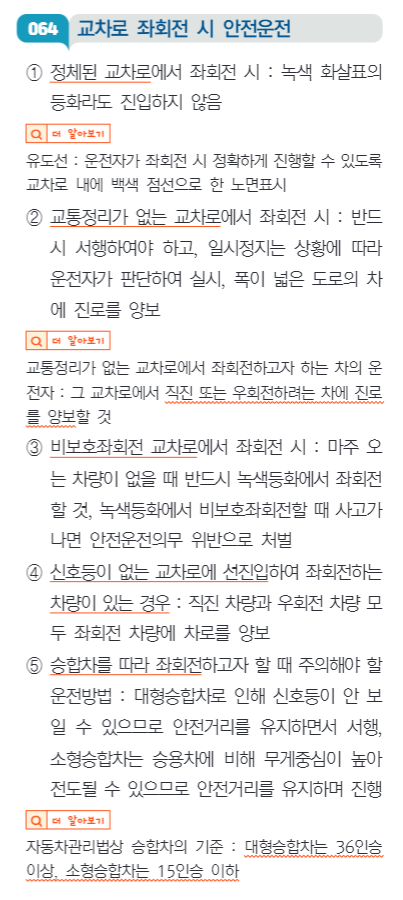 064 교차로 좌회전 시 안전운전
① 정체된 교차로에서 좌회전 시 : 녹색 화살표의
등화라도 진입하지 않음
더 알아보기
유도선 : 운전자가 좌회전 시 정확하게 진행할 수 있도록
교차로 내에 백색 점선으로 한 노면표시
② 교통정리가 없는 교차로에서 좌회전 시 : 반드
시 서행하여야 하고, 일시정지는 상황에 따라
운전자가 판단하여 실시, 폭이 넓은 도로의 차
에 진로를 양보
더 알아보기
교통정리가 없는 교차로에서 좌회전하고자 하는 차의 운
전자 : 그 교차로에서 직진 또는 우회전하려는 차에 진로
를 양보할 것
③ 비보호좌회전 교차로에서 좌회전 시 : 마주 오
는 차량이 없을 때 반드시 녹색등화에서 좌회전
할 것, 녹색등화에서 비보호좌회전할 때 사고가
나면 안전운전의무 위반으로 처벌
④ 신호등이 없는 교차로에 선진입하여 좌회전하는
차량이 있는 경우 : 직진 차량과 우회전 차량 모
두 좌회전 차량에 차로를 양보
⑤ 승합차를 따라 좌회전하고자 할 때 주의해야 할
운전방법 : 대형승합차로 인해 신호등이 안 보
일 수 있으므로 안전거리를 유지하면서 서행,
소형승합차는 승용차에 비해 무게중심이 높아
전도될 수 있으므로 안전거리를 유지하며 진행
더 알아보기
자동차관리법상 승합차의 기준 : 대형승합차는 36인승
이상, 소형승합차는 15인승 이하